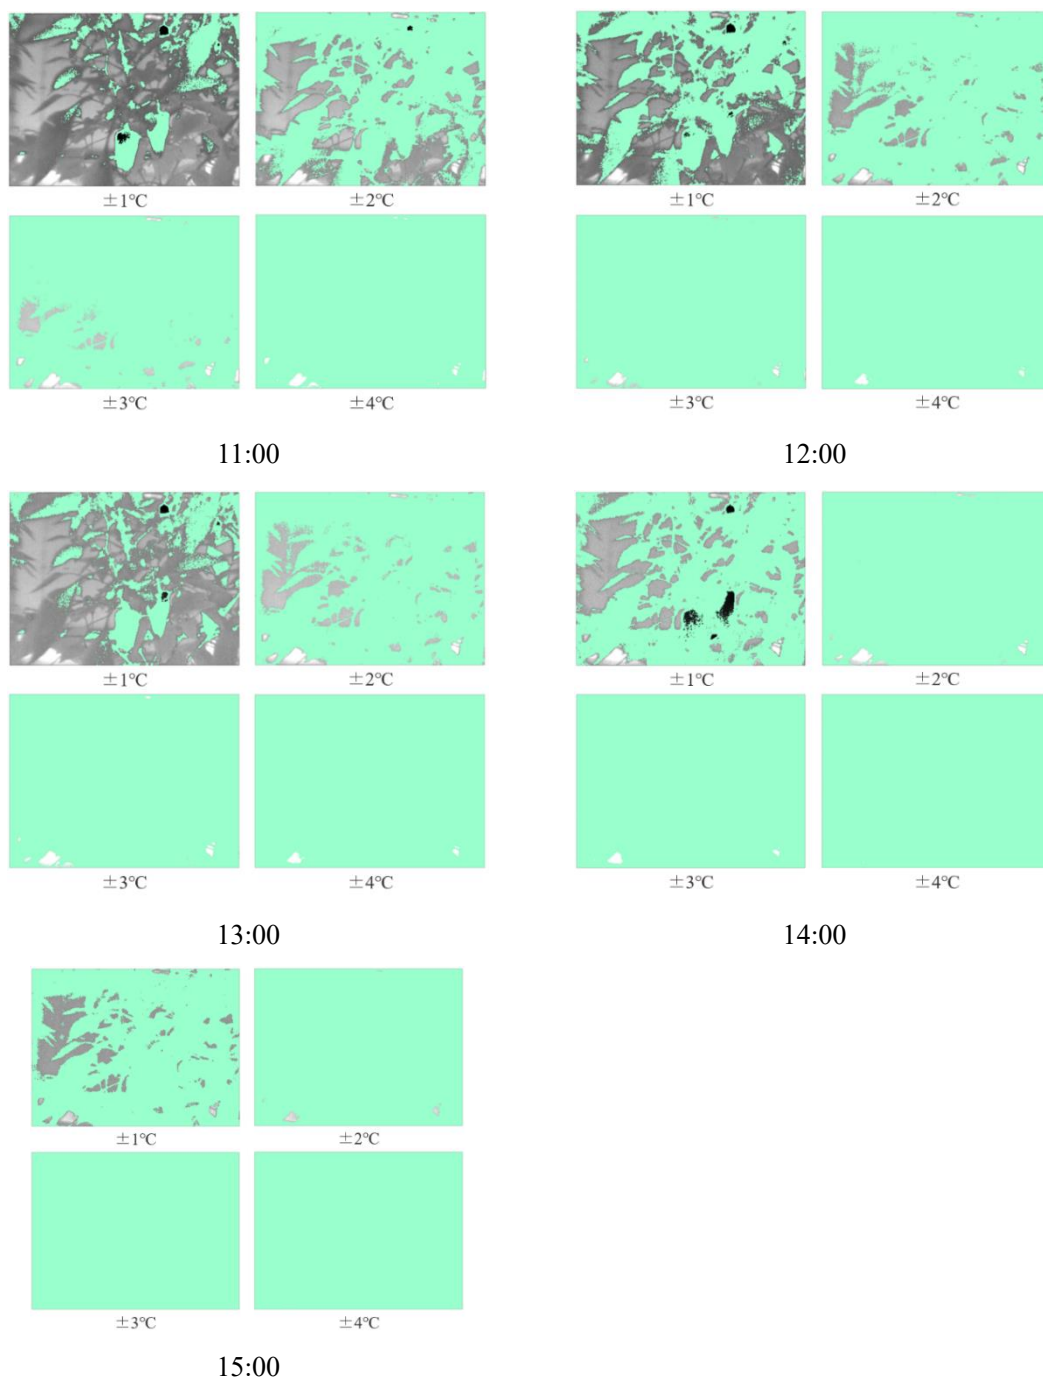 ±1℃ ±2℃ ±1℃ ±2℃
±3℃ ±4℃ ±3℃ ±4℃
11:00 12:00
±1℃ ±2℃ ±1℃ ±2℃
±3℃ ±4℃ ±3℃ ±4℃
13:00 14:00
±1℃ ±2℃
±3℃ ±4℃
15:00